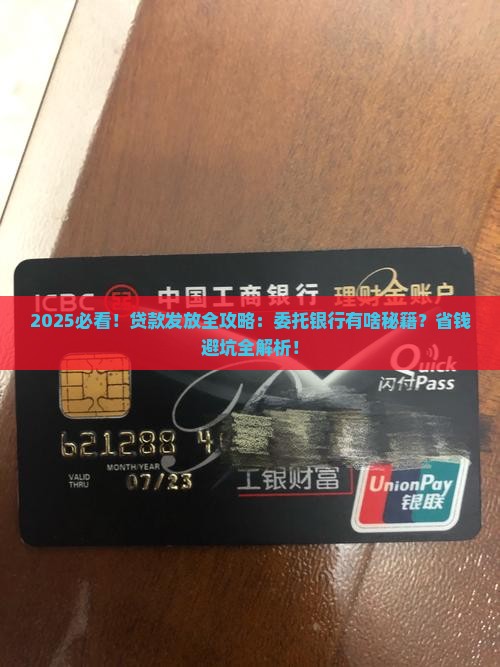 ICBC 中国工商银行 理财金账户
2025必看！贷款发放全攻略：委托银行有啥秘籍？省钱
避坑全解析！
Quick
闪付Pass
621288 4
MONTH/YEAR
VALID
THRU
07/23
工银财富
UnionPay
银联